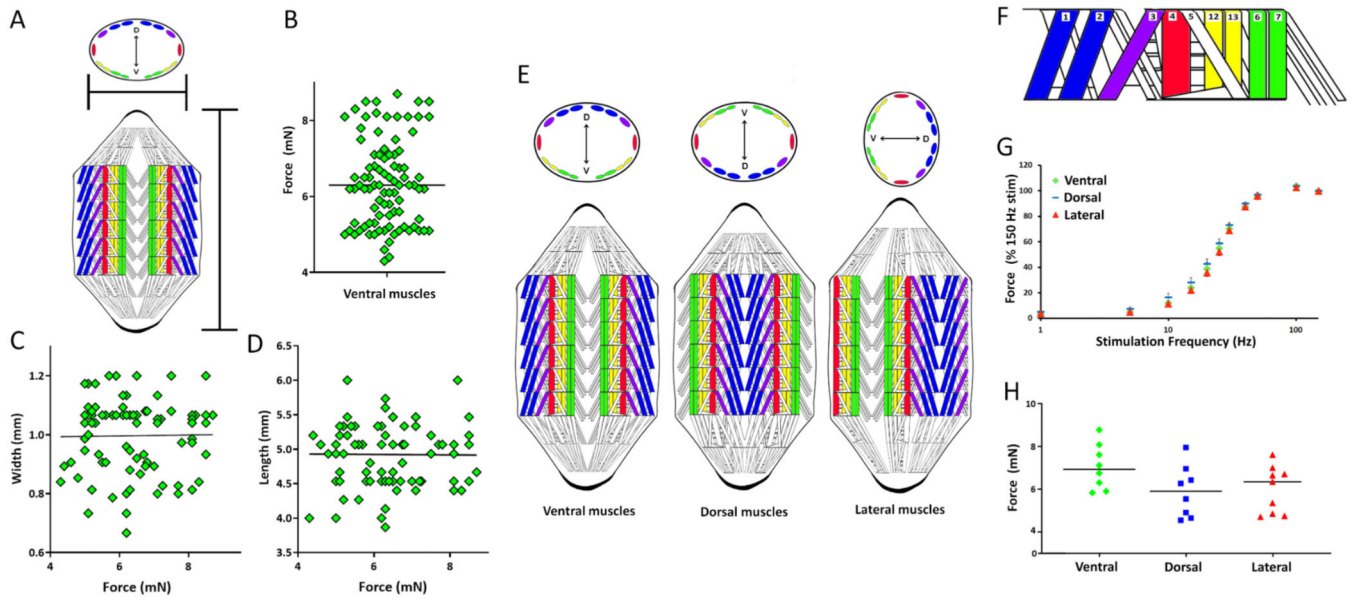 A
D
V
B
Force (mN)
8
6
4
Ventral muscles
C
Width (mm)
1.2
1.0
0.8
0.6
4
6
8
Force (mN)
D
Length (mm)
6.5
6.0
5.5
5.0
4.5
4.0
3.5
4
6
8
Force (mN)
E
D
V
V
D
V
D
Ventral muscles
Dorsal muscles
Lateral muscles
F
1
2
3
4
5
12
13
6
7
G
Force (% 150 Hz stim)
120
100
80
60
40
20
0
Ventral
Dorsal
Lateral
1
10
100
Stimulation Frequency (Hz)
H
Force (mN)
10
8
6
4
0
Ventral
Dorsal
Lateral